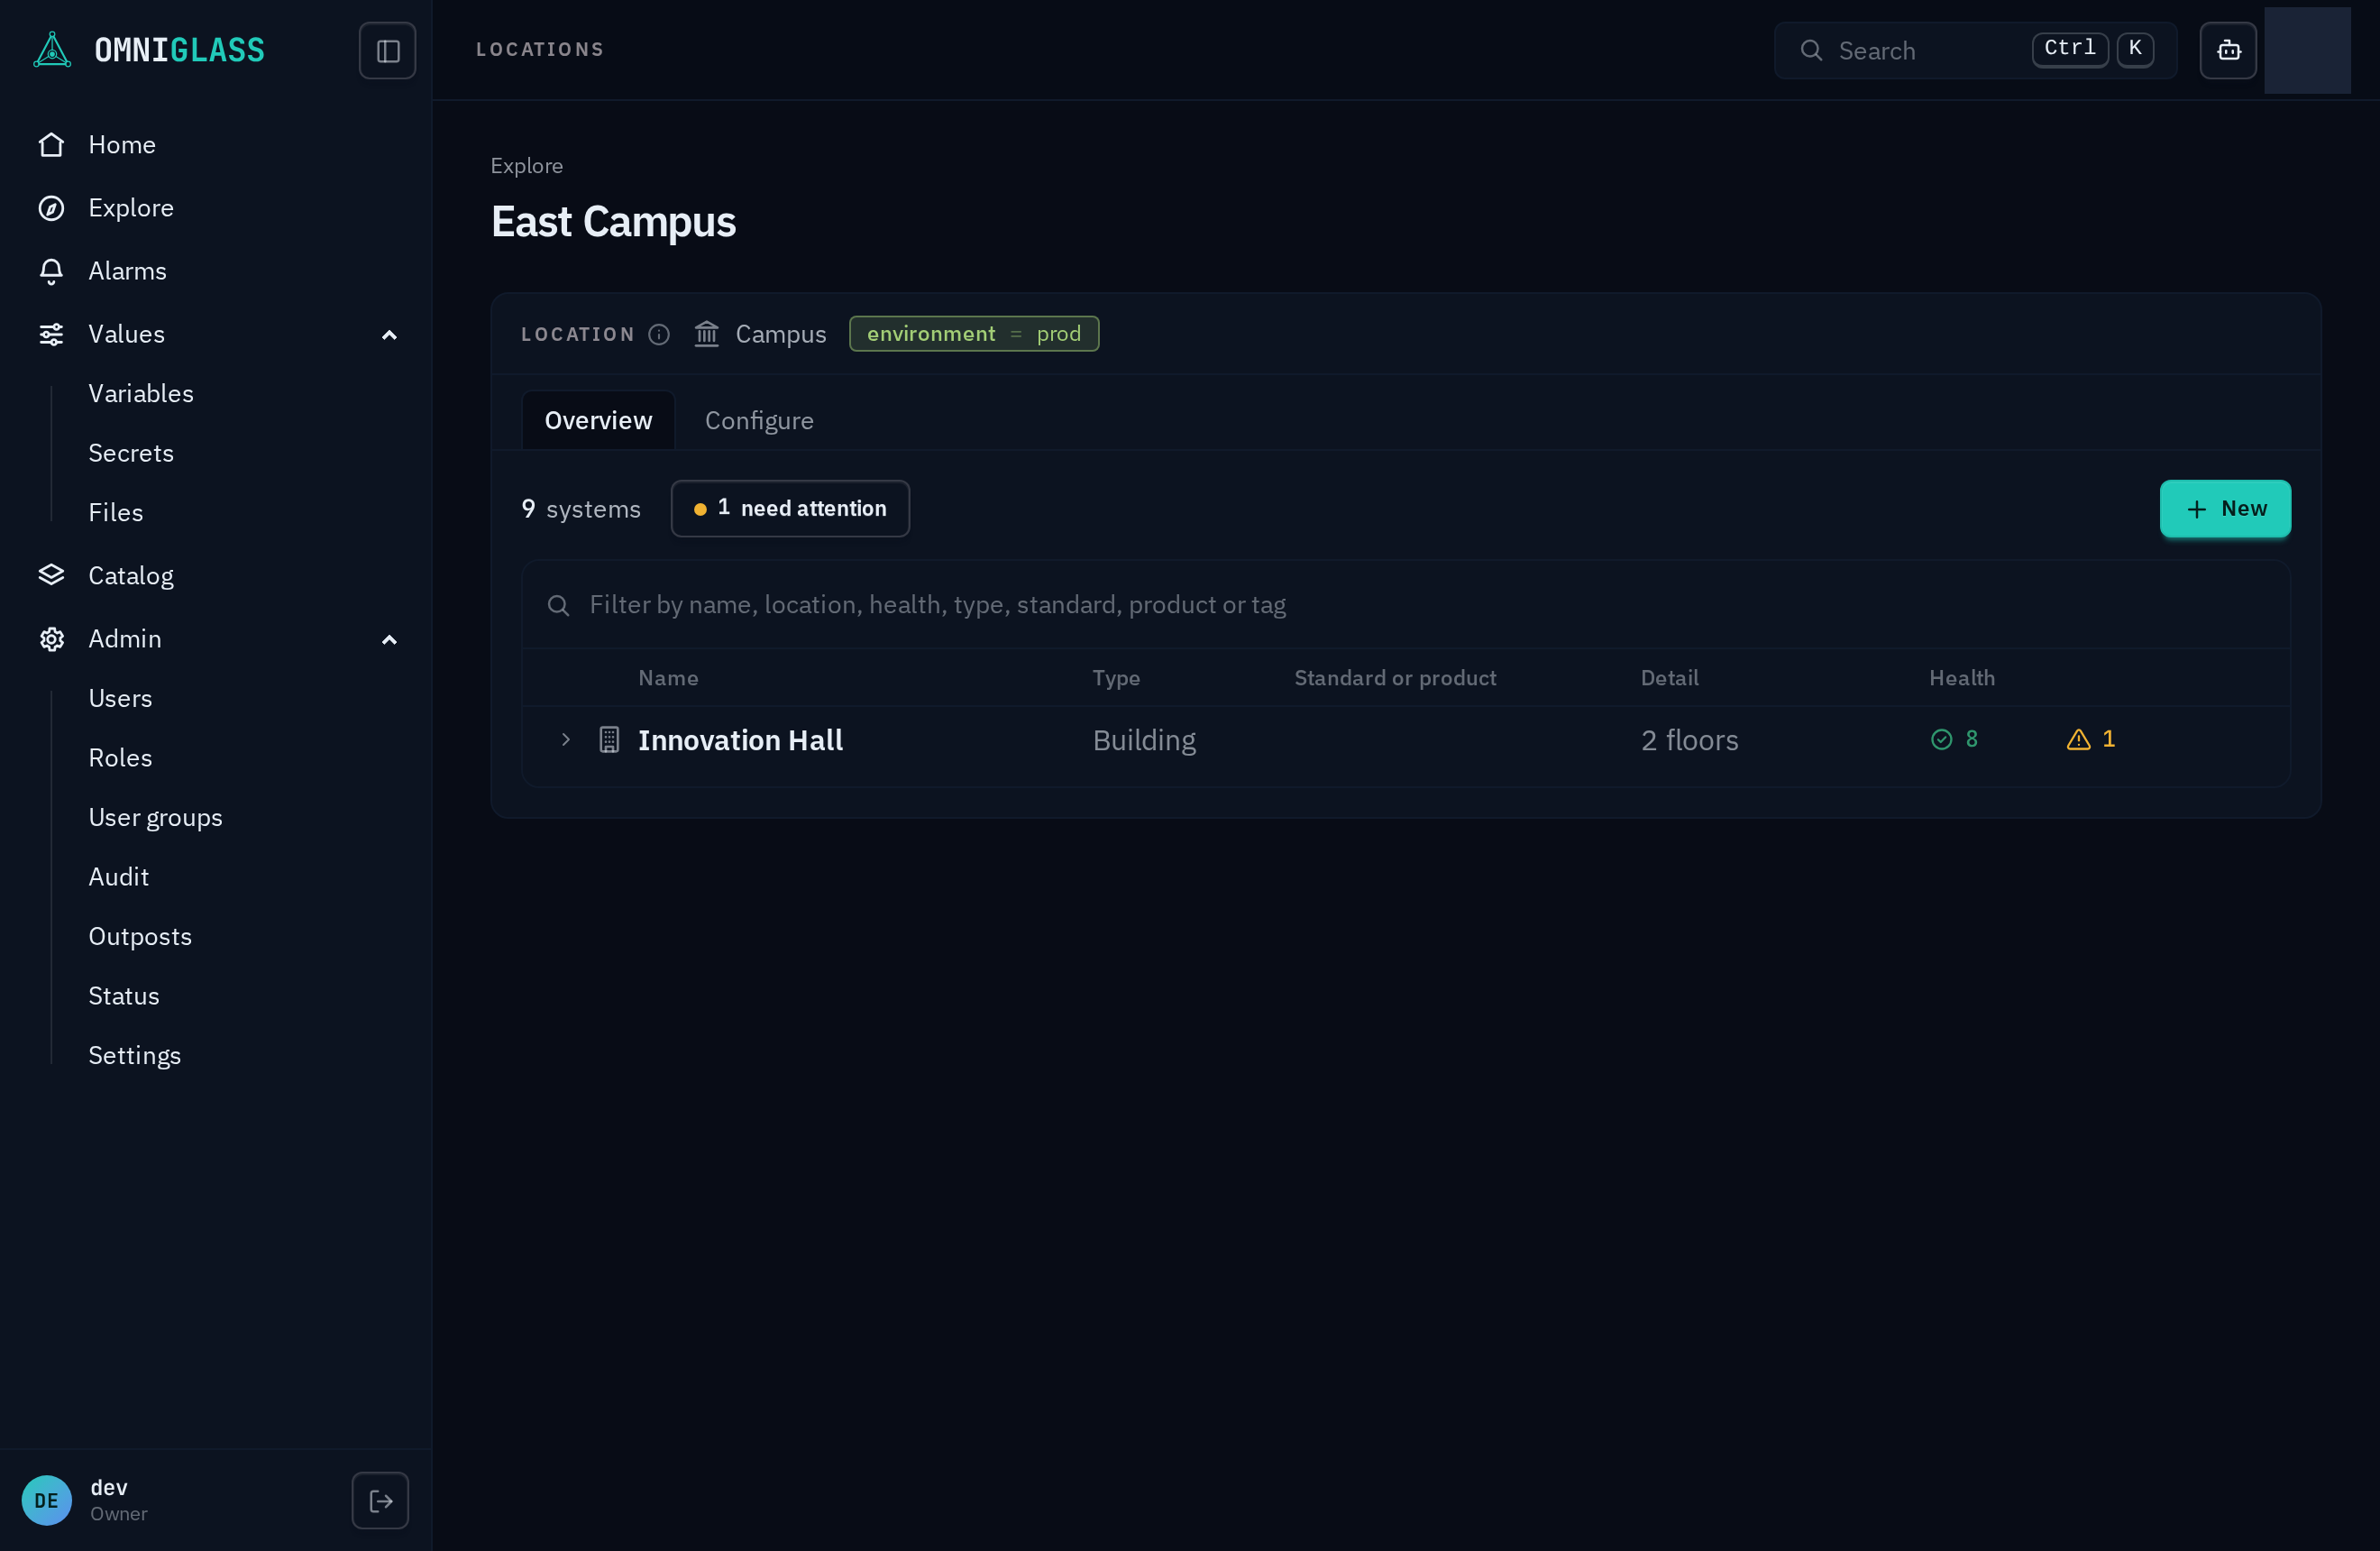 OMNIGLASS
LOCATIONS
Search
Ctrl K
Home
Explore
Alarms
Values
Variables
Secrets
Files
Catalog
Admin
Users
Roles
User groups
Audit
Outposts
Status
Settings
DE
dev
Owner
Explore
East Campus
LOCATION Campus environment = prod
Overview Configure
9 systems 1 need attention New
Filter by name, location, health, type, standard, product or tag
Name Type Standard or product Detail Health
Innovation Hall Building 2 floors 8 1